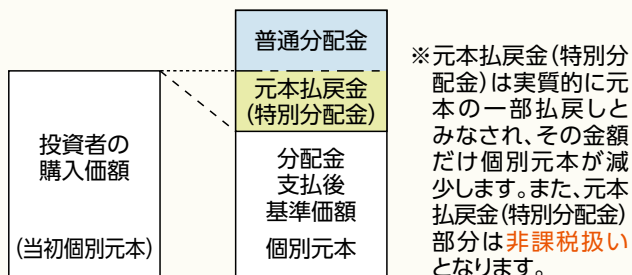 普通分配金
元本払戻金
(特別分配金)
投資者の
購入価額
(当初個別元本)
分配金
支払後
基準価額
個別元本
※元本払戻金(特別分
配金)は実質的に元
本の一部払戻しと
みなされ、その金額
だけ個別元本が減
少します。また、元本
払戻金(特別分配金)
部分は非課税扱い
となります。